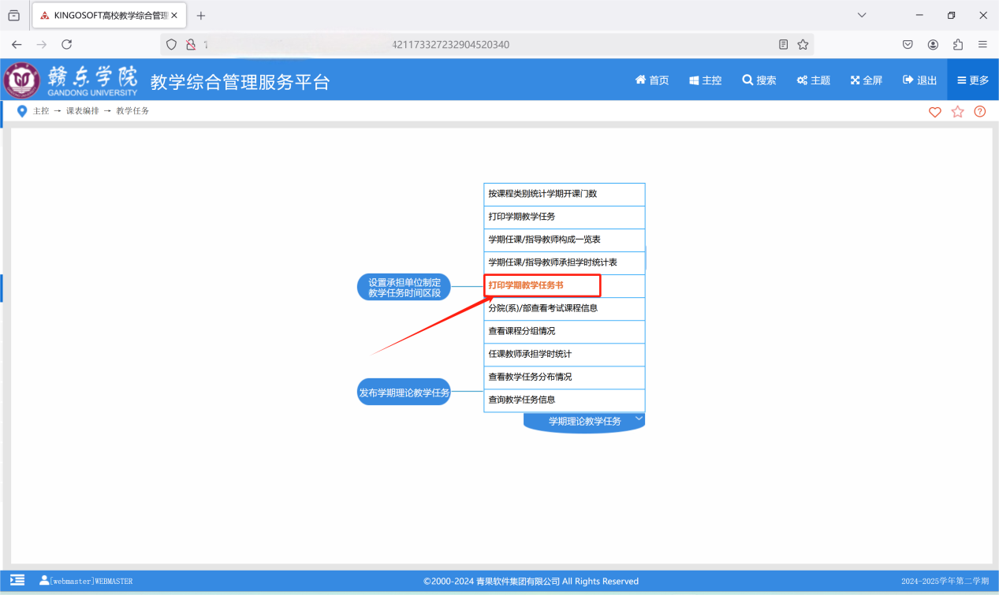 KINGOSOFT高校教学综合管理
421173327232904520340
赣东学院
GANDONG UNIVERSITY
教学综合管理服务平台
首页
主控
搜索
主题
全屏
退出
更多
主控 → 课表编排 → 教学任务
按课程类别统计学期开课门数
打印学期教学任务
学期任课/指导教师构成一览表
学期任课/指导教师承担学时统计表
设置承担单位制定
教学任务时间区段
打印学期教学任务书
分院(系)/部查看考试课程信息
查看课程分组情况
任课教师承担学时统计
查看教学任务分布情况
发布学期理论教学任务
查询教学任务信息
学期理论教学任务
[webmaster]WEBMASTER
©2000-2024 青果软件集团有限公司 All Rights Reserved
2024-2025学年第二学期